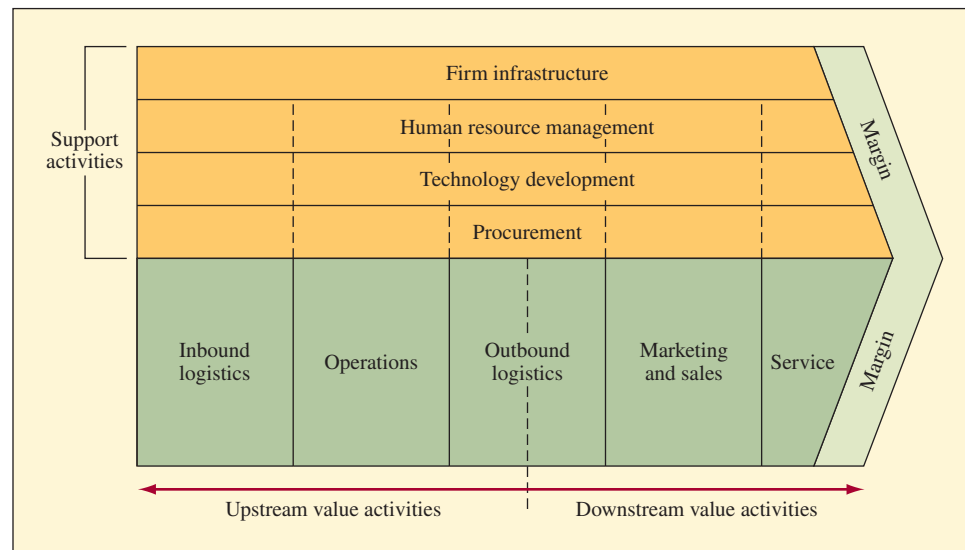 Firm infrastructure
Human resource management
Technology development
Procurement
Support
activities
Margin
Inbound
logistics
Operations
Outbound
logistics
Marketing
and sales
Service
Margin
Upstream value activities
Downstream value activities